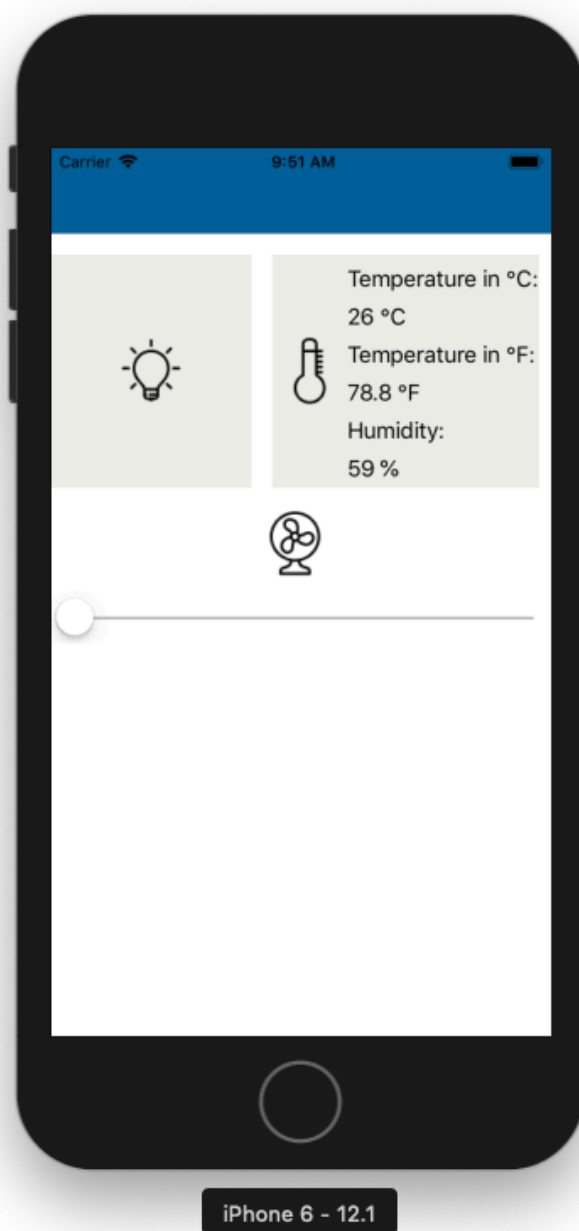 Carrier
9:51 AM
Temperature in °C:
26 °C
Temperature in °F:
78.8 °F
Humidity:
59 %
iPhone 6 - 12.1